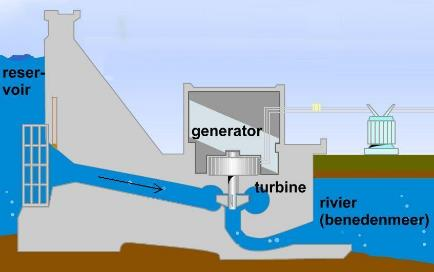 reser-
voir
generator
turbine
rivier
(benedenmeer)